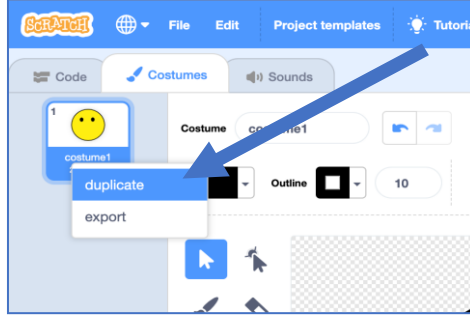 SCRATCH File Edit Project templates Tutoria
Code Costumes Sounds
1
Costume costume1
costume1
duplicate
Outline 10
export